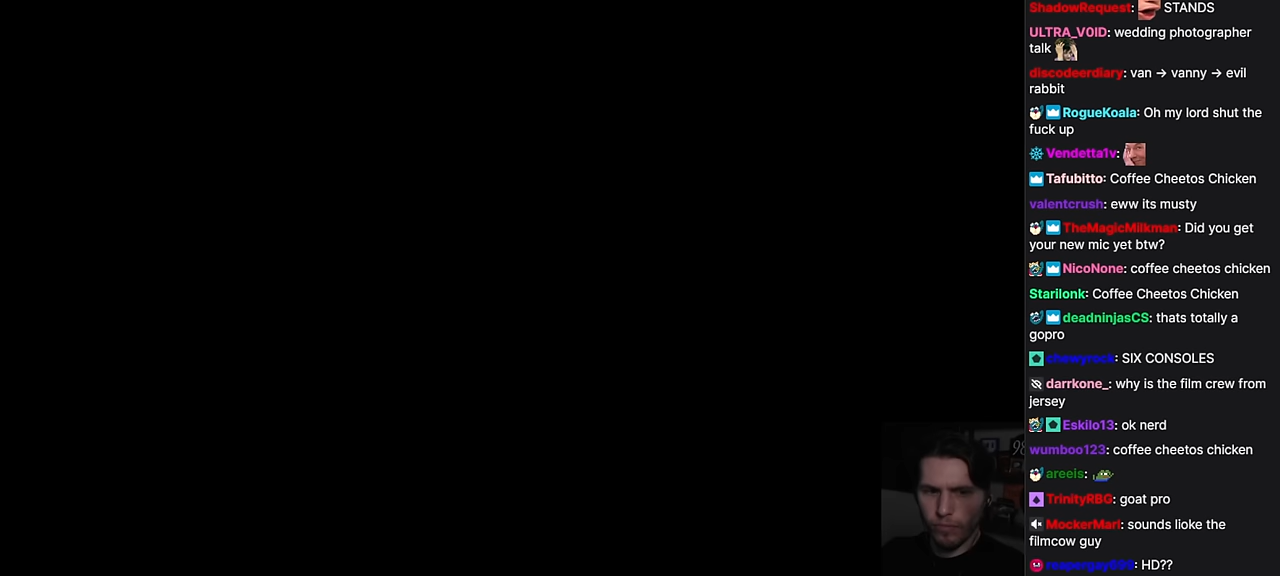 ShadowRequest: STANDS
ULTRA_V0ID: wedding photographer
talk
discodeerdiary: van → vanny → evil
rabbit
RogueKoala: Oh my lord shut the
fuck up
Vendetta1v:
Tafubitto: Coffee Cheetos Chicken
valentcrush: eww its musty
TheMagicMilkman: Did you get
your new mic yet btw?
NicoNone: coffee cheetos chicken
Starilonk: Coffee Cheetos Chicken
deadninjasCS: thats totally a
gopro
chewyrock: SIX CONSOLES
darrkone_: why is the film crew from
jersey
Eskilo13: ok nerd
wumboo123: coffee cheetos chicken
areeis:
TrinityRBG: goat pro
MockerMarl: sounds lioke the
filmcow guy
HD??
98